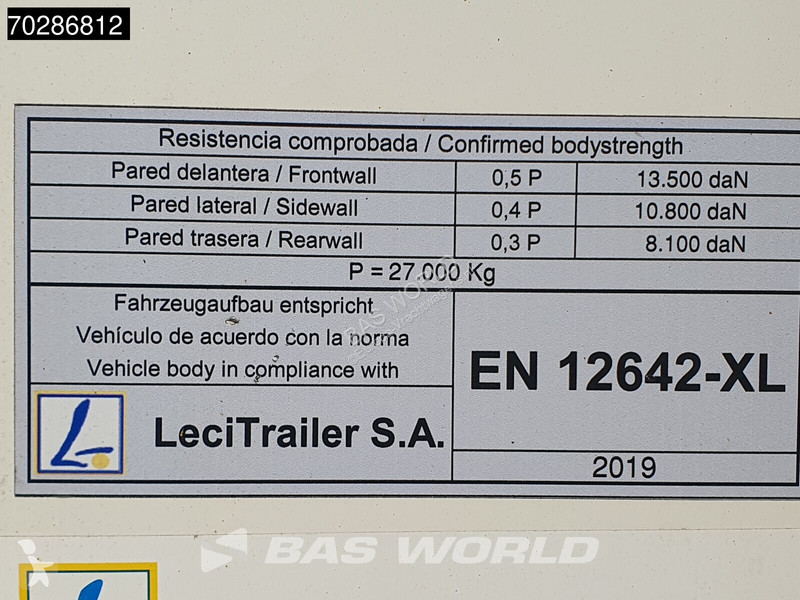 70286812
Resistencia comprobada / Confirmed bodystrength
Pared delantera / Frontwall 0,5 P 13.500 daN
Pared lateral / Sidewall 0,4 P 10.800 daN
Pared trasera / Rearwall 0,3 P 8.100 daN
P = 27.000 Kg
Fahrzeugaufbau entspricht
Vehículo de acuerdo con la norma
Vehicle body in compliance with
EN 12642-XL
LeciTrailer S.A.
2019
BAS WORLD
BAS WORLD